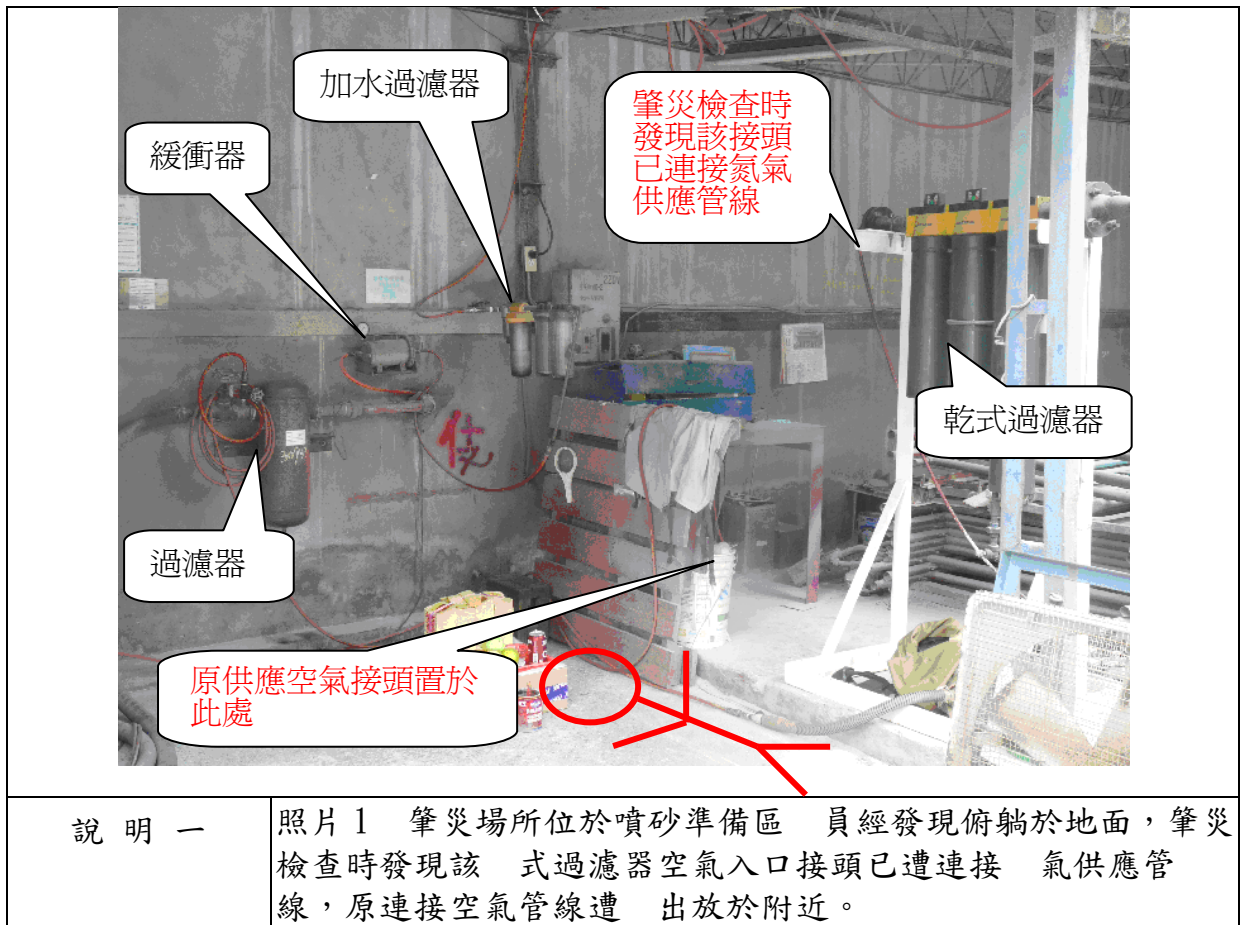 加水過濾器
肇災檢查時
發現該接頭
已連接氮氣
供應管線
緩衝器
乾式過濾器
過濾器
原供應空氣接頭置於
此處
說明一
照片1 肇災場所位於噴砂準備區 員經發現俯躺於地面，肇災
檢查時發現該 式過濾器空氣入口接頭已遭連接 氣供應管
線，原連接空氣管線遭 出放於附近。